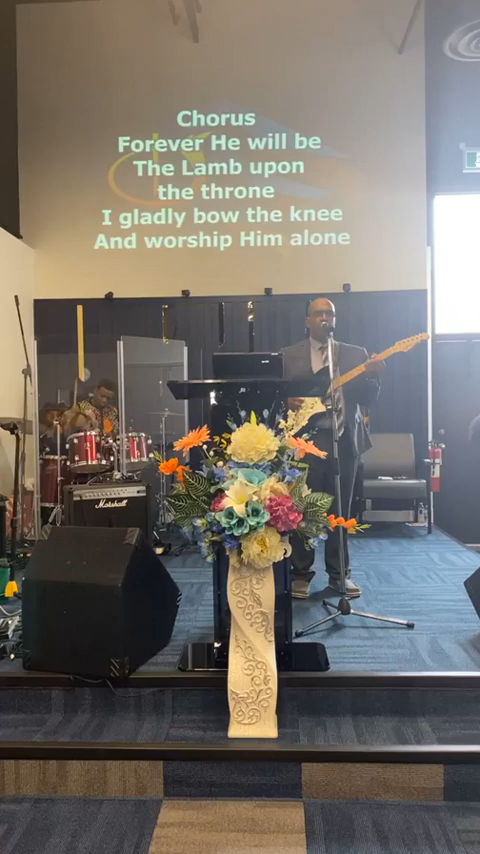 Chorus
Forever He will be
The Lamb upon
the throne
I gladly bow the knee
And worship Him alone
Marshall